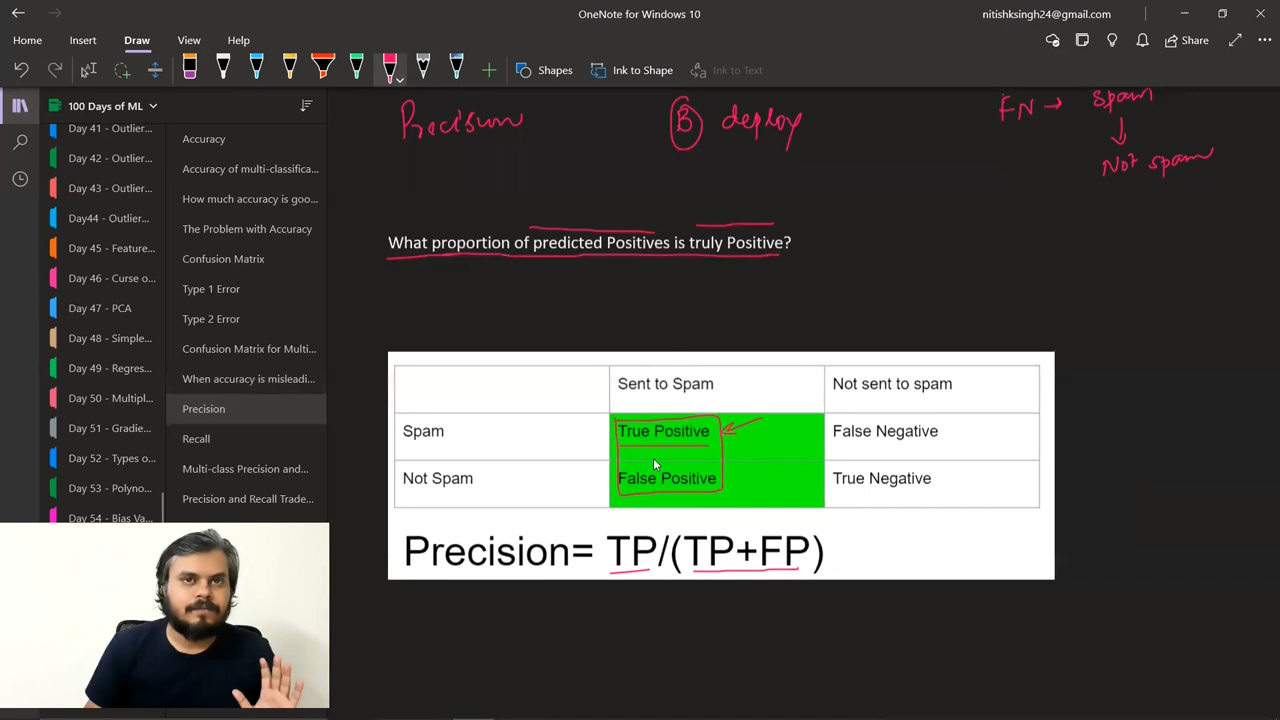 OneNote for Windows 10
nitishksingh24@gmail.com
Home
Insert
Draw
View
Help
Share
Shapes
Ink to Shape
Ink to Text
100 Days of ML
Day 41 - Outlier...
Day 42 - Outlier...
Day 43 - Outlier...
Day44 - Outlier...
Day 45 - Feature...
Day 46 - Curse o...
Day 47 - PCA
Day 48 - Simple...
Day 49 - Regres...
Day 50 - Multipl...
Day 51 - Gradie...
Day 52 - Types o...
Day 53 - Polyno...
Day 54 - Bias Va...
Accuracy
Accuracy of multi-classifica...
How much accuracy is goo...
The Problem with Accuracy
Confusion Matrix
Type 1 Error
Type 2 Error
Confusion Matrix for Multi...
When accuracy is misleadi...
Precision
Recall
Multi-class Precision and...
Precision and Recall Trade...
Precision
B deploy
FN → spam
↓
Not spam
What proportion of predicted Positives is truly Positive?
Sent to Spam Not sent to spam
Spam True Positive False Negative
Not Spam False Positive True Negative
Precision= TP/(TP+FP)